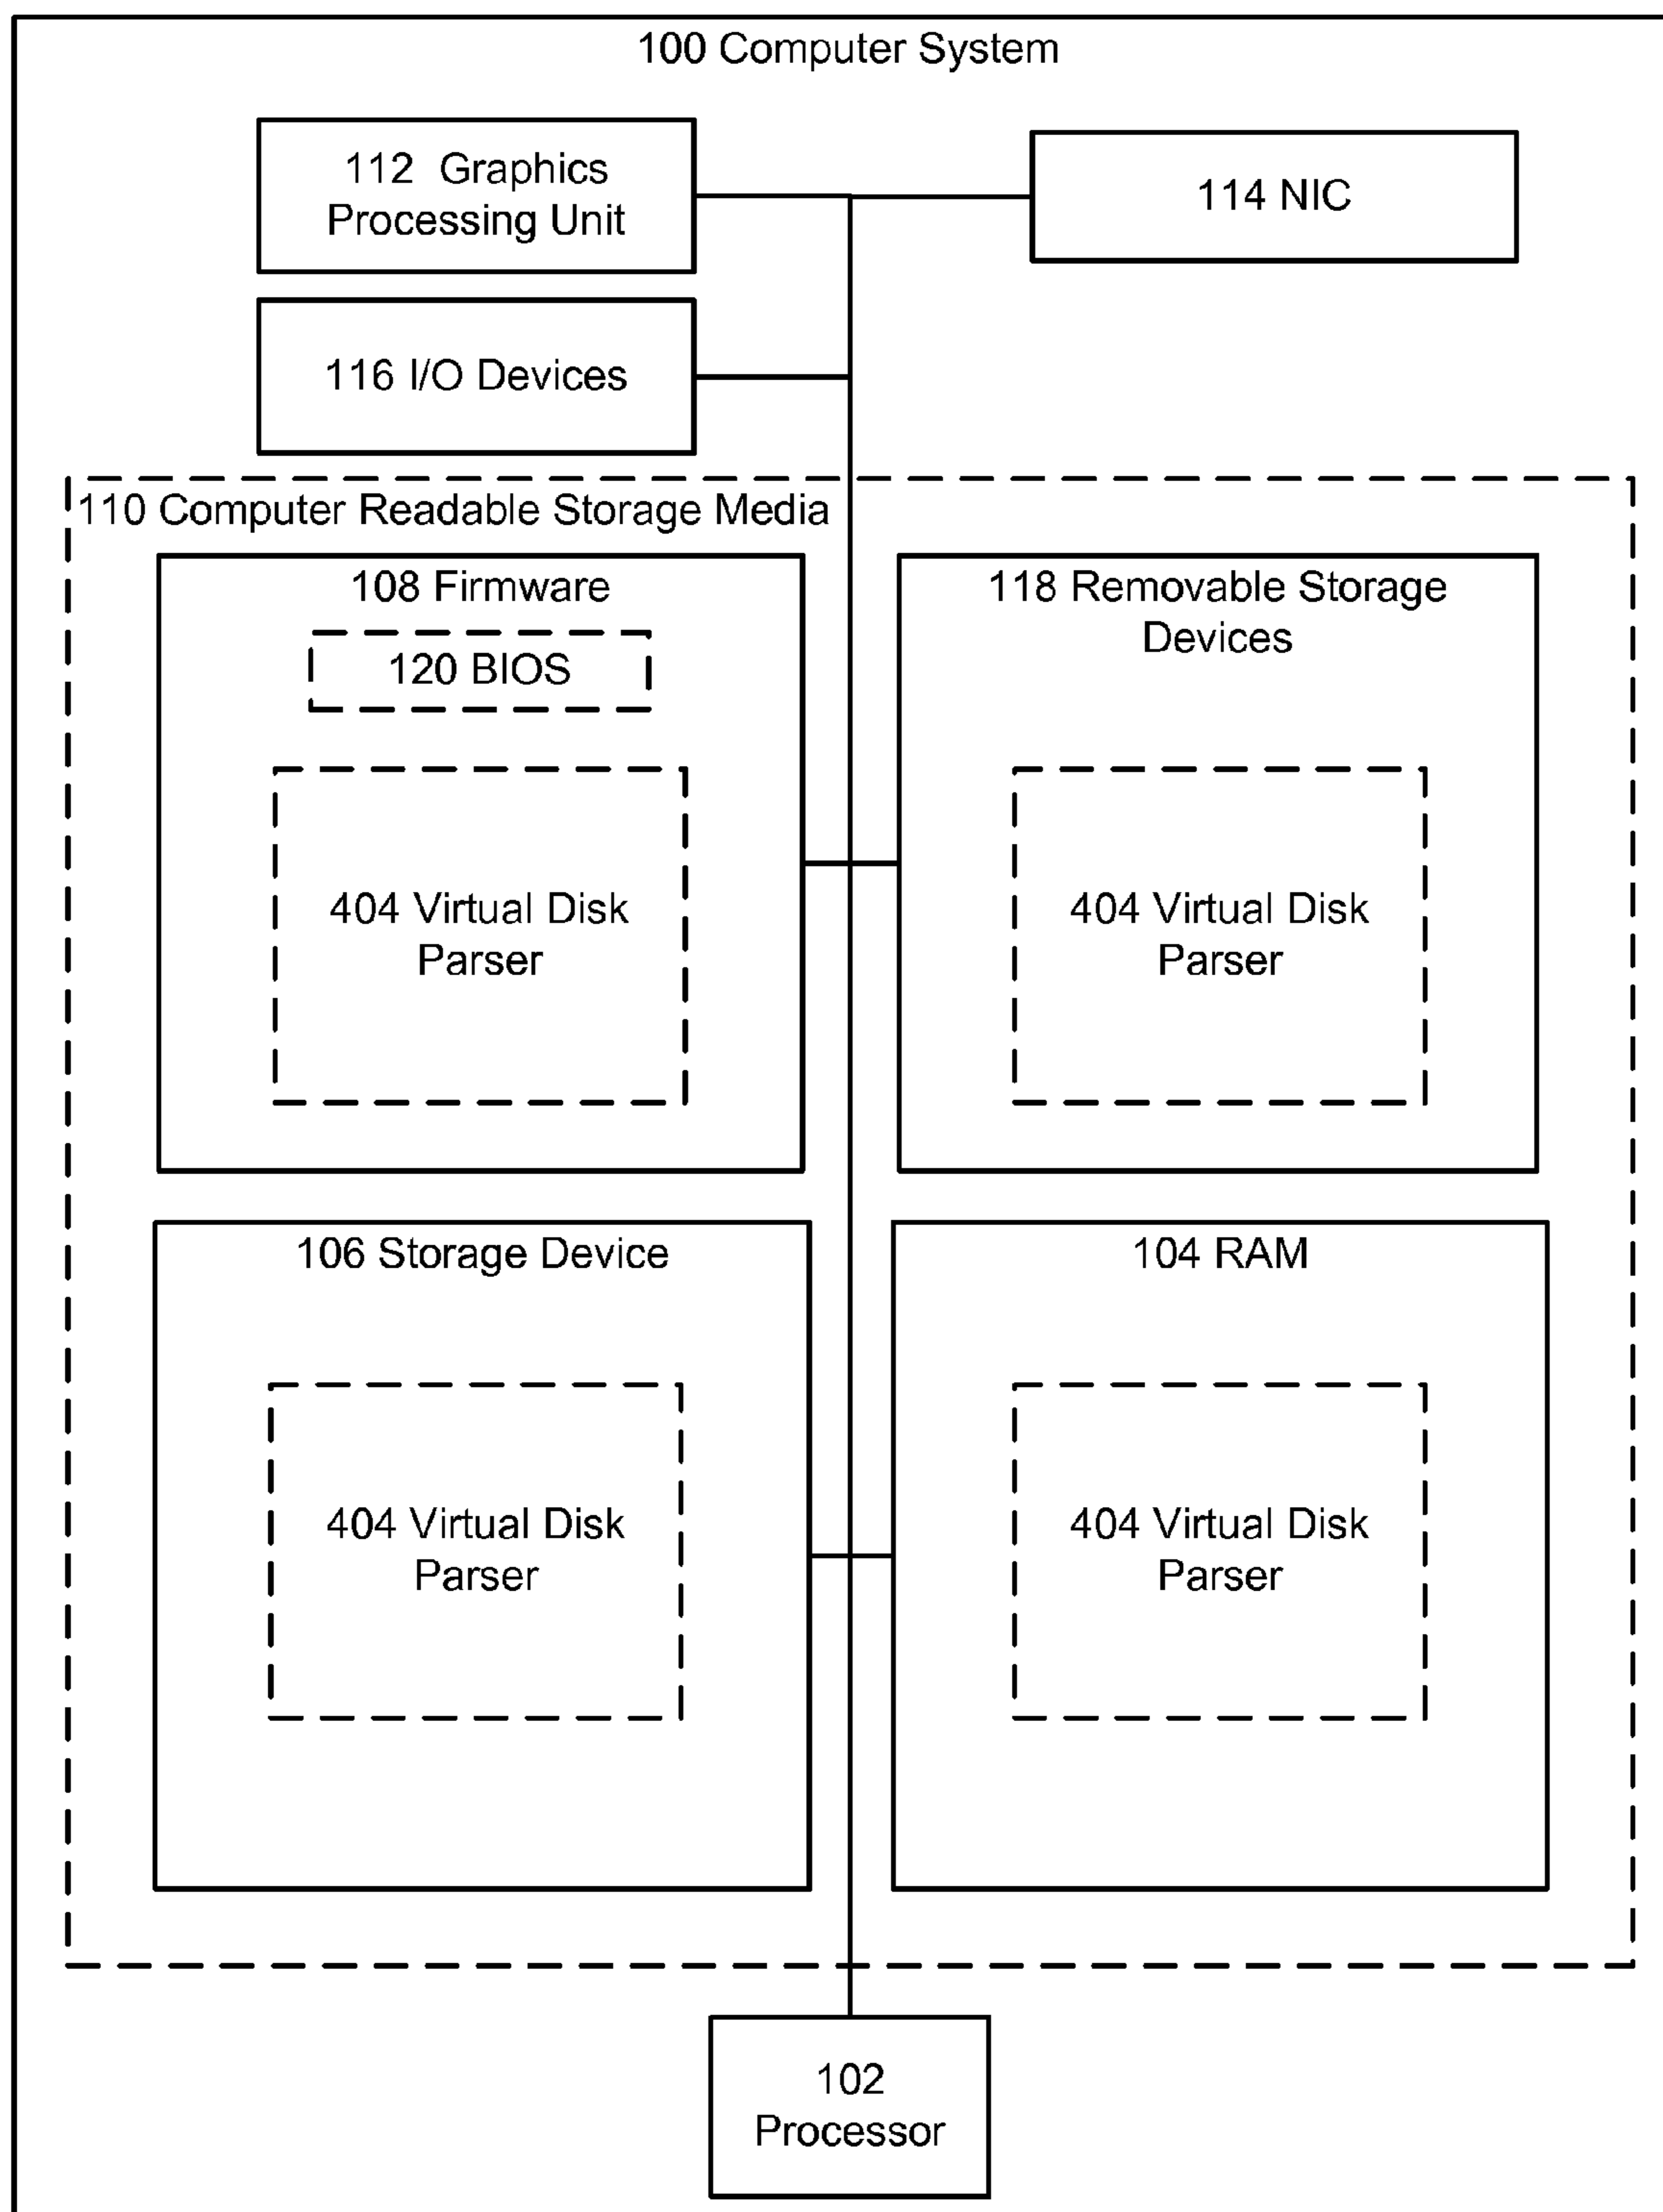 100 Computer System
112 Graphics
Processing Unit
114 NIC
116 I/O Devices
110 Computer Readable Storage Media
108 Firmware
120 BIOS
404 Virtual Disk
Parser
118 Removable Storage
Devices
404 Virtual Disk
Parser
106 Storage Device
404 Virtual Disk
Parser
104 RAM
404 Virtual Disk
Parser
102
Processor